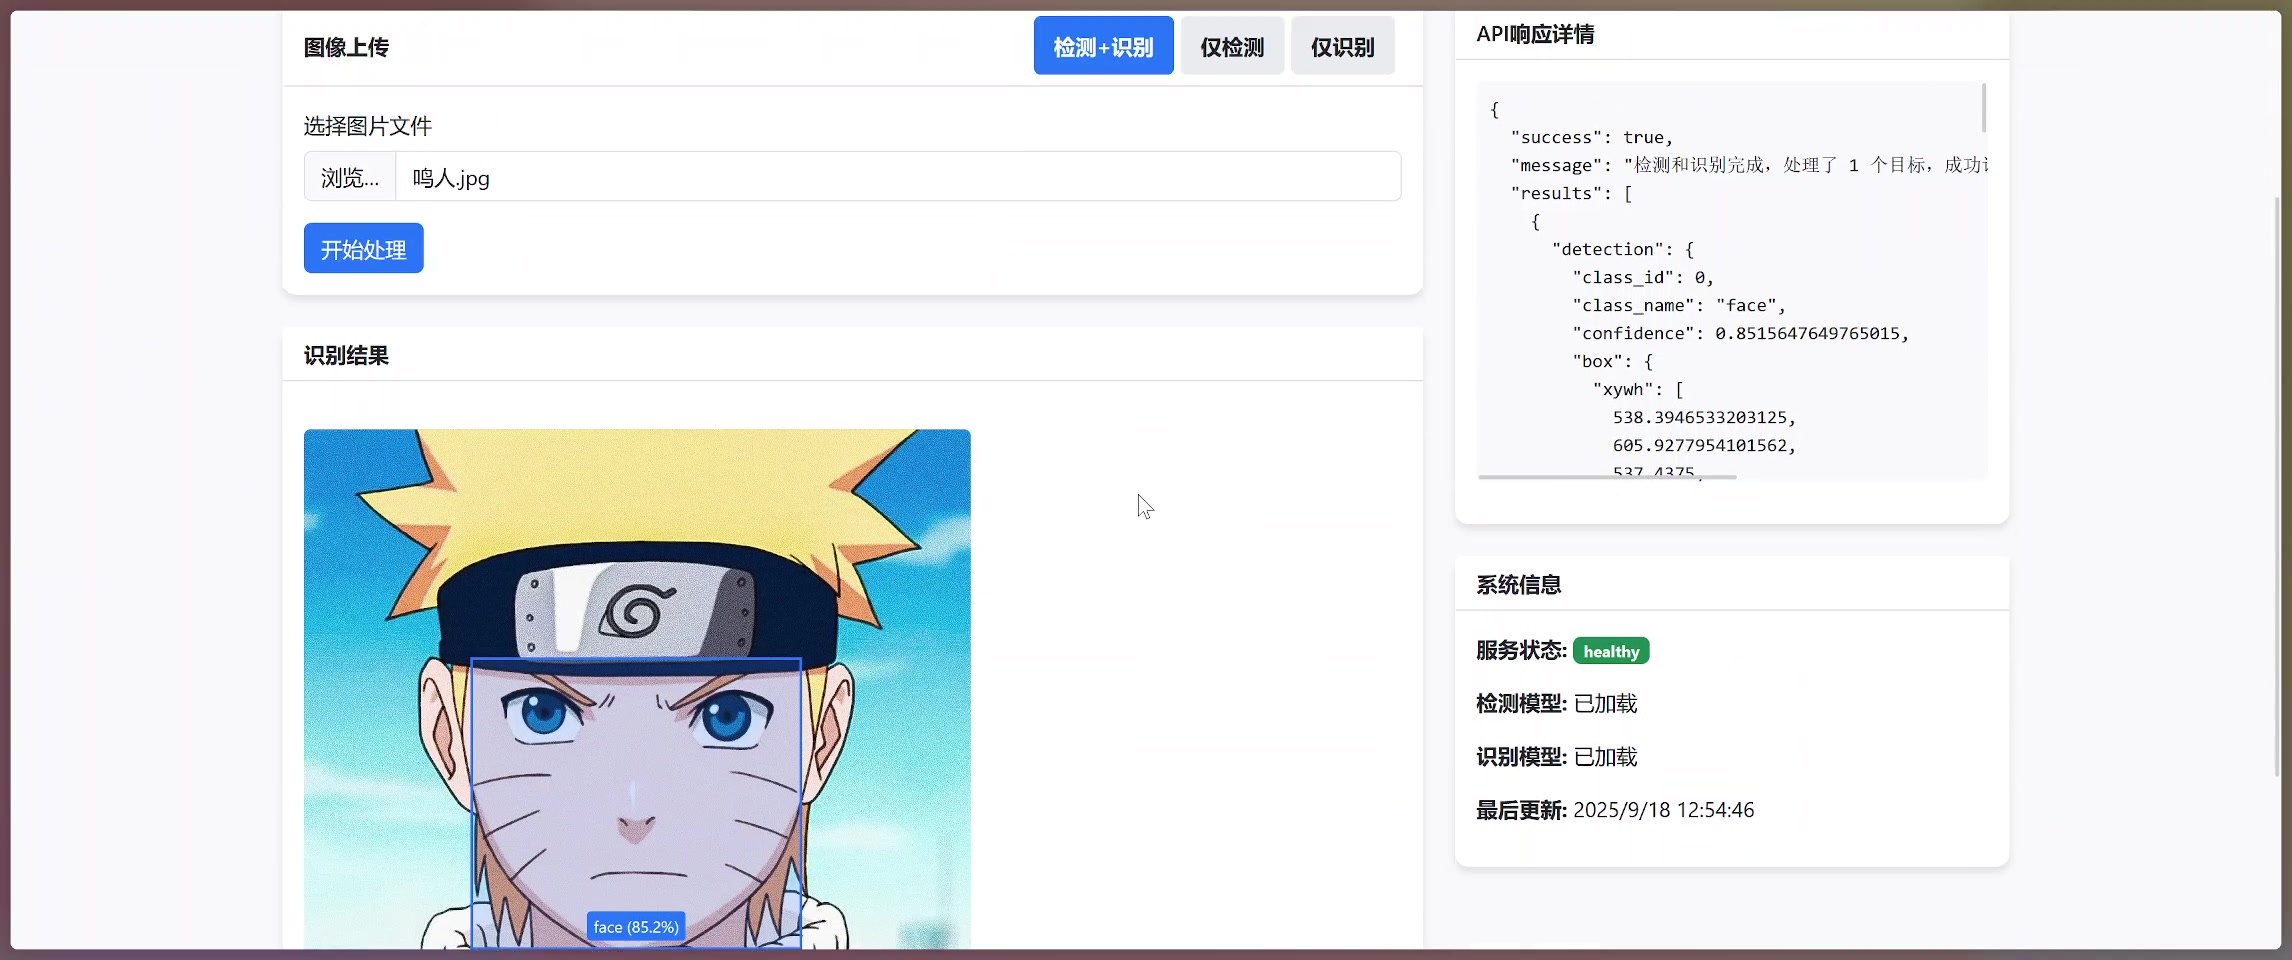 图像上传
检测+识别
仅检测
仅识别
选择图片文件
浏览...
鸣人.jpg
开始处理
识别结果
face (85.2%)
API响应详情
{
"success": true,
"message": "检测和识别完成，处理了 1 个目标，成功
"results": [
{
"detection": {
"class_id": 0,
"class_name": "face",
"confidence": 0.8515647649765015,
"box": {
"xywh": [
538.3946533203125,
605.9277954101562,
537.4375,
系统信息
服务状态: healthy
检测模型: 已加载
识别模型: 已加载
最后更新: 2025/9/18 12:54:46